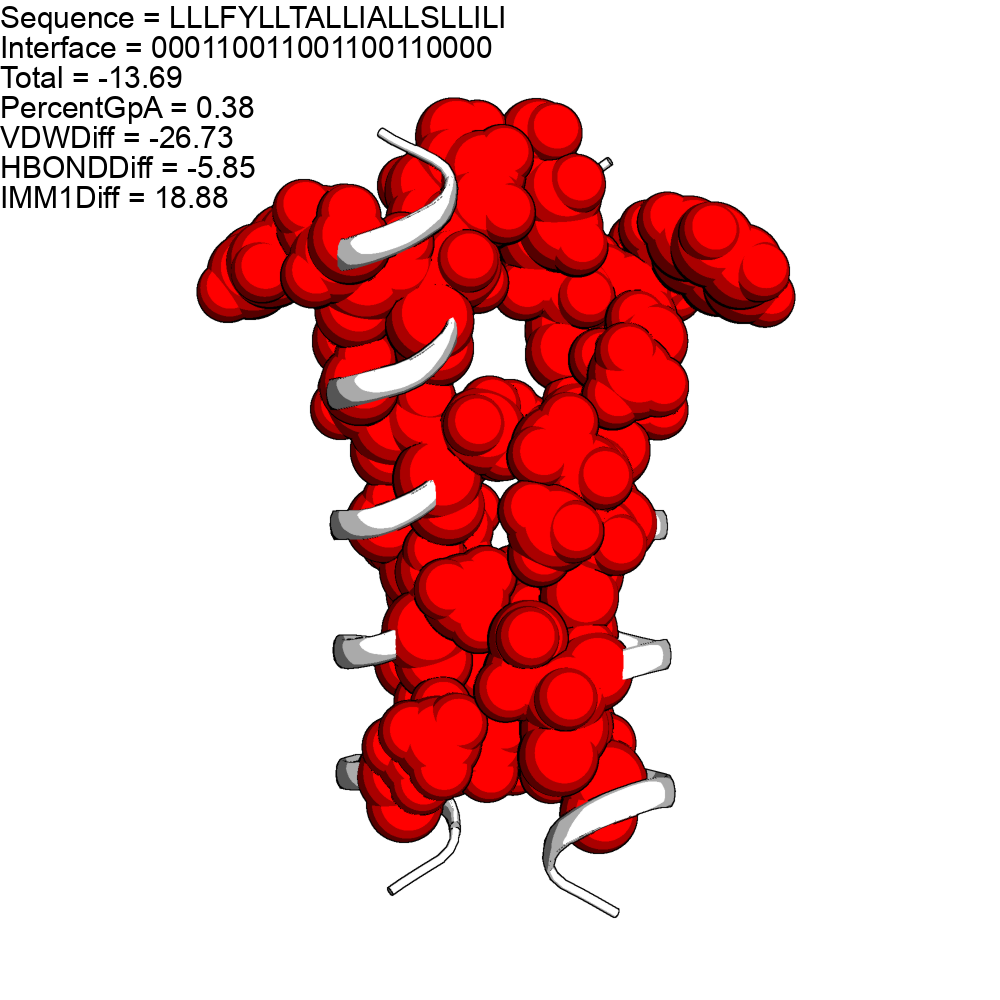 Sequence = LLLFYLLTALLIALLSLLILI
Interface = 000110011001100110000
Total = -13.69
PercentGpA = 0.38
VDWDiff = -26.73
HBONDDiff = -5.85
IMM1Diff = 18.88